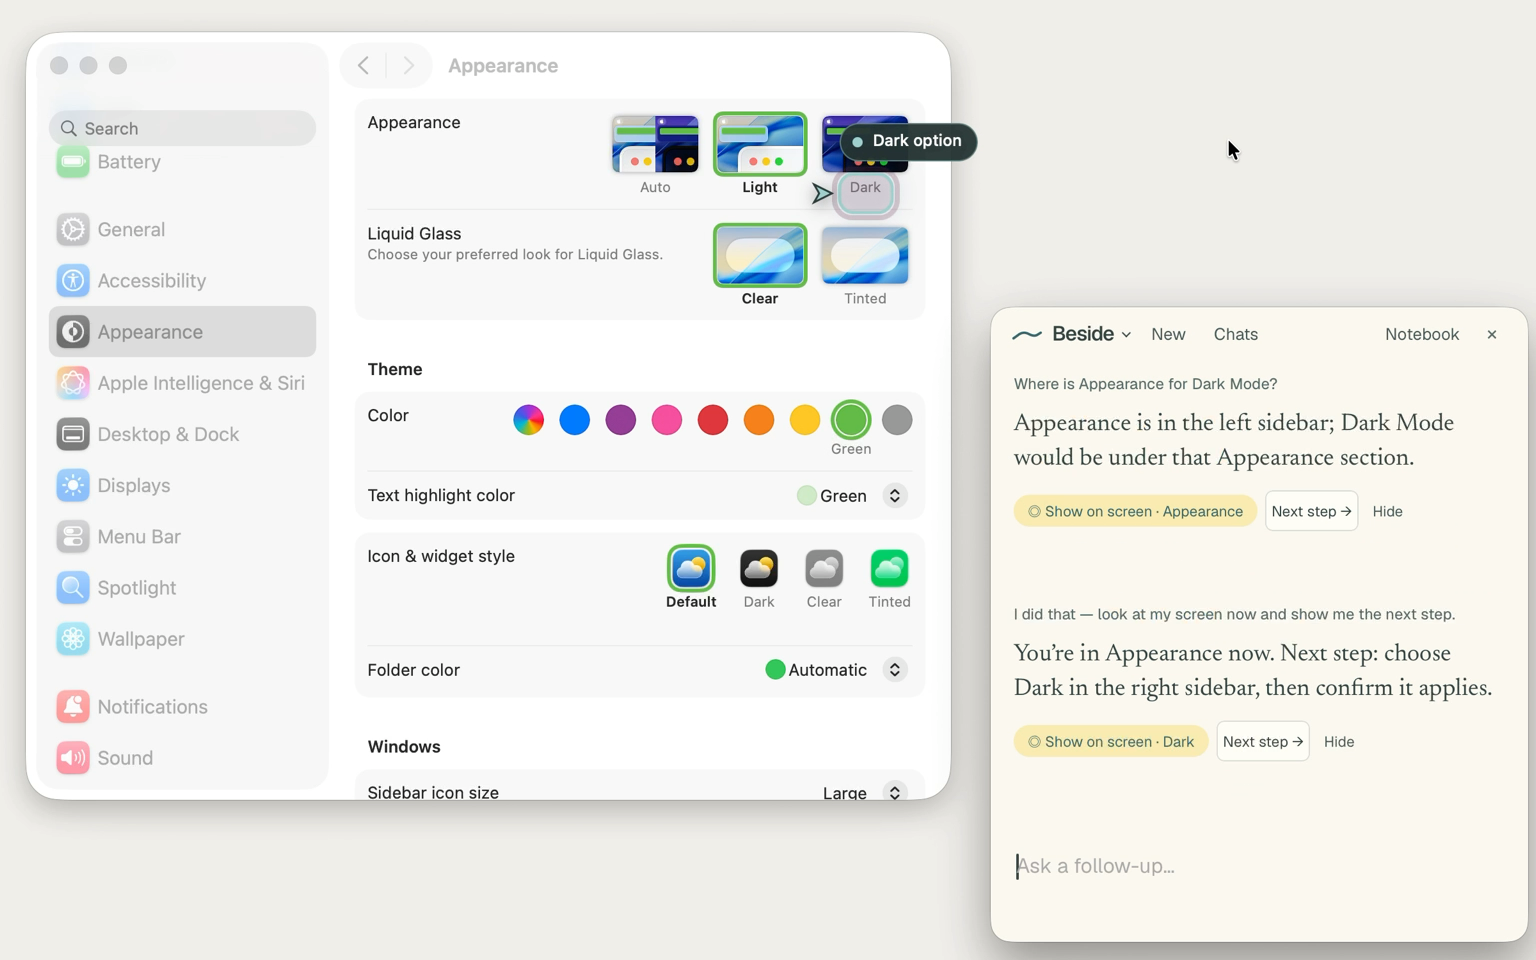 Appearance
Search
Battery
General
Accessibility
Appearance
Apple Intelligence & Siri
Desktop & Dock
Displays
Menu Bar
Spotlight
Wallpaper
Notifications
Sound
Appearance
Auto
Light
Dark
Dark option
Liquid Glass
Choose your preferred look for Liquid Glass.
Clear
Tinted
Theme
Color
Green
Text highlight color
Green
Icon & widget style
Default
Dark
Clear
Tinted
Folder color
Automatic
Windows
Sidebar icon size
Large
Beside
New
Chats
Notebook
Where is Appearance for Dark Mode?
Appearance is in the left sidebar; Dark Mode
would be under that Appearance section.
Show on screen · Appearance
Next step →
Hide
I did that — look at my screen now and show me the next step.
You’re in Appearance now. Next step: choose
Dark in the right sidebar, then confirm it applies.
Show on screen · Dark
Next step →
Hide
Ask a follow-up...